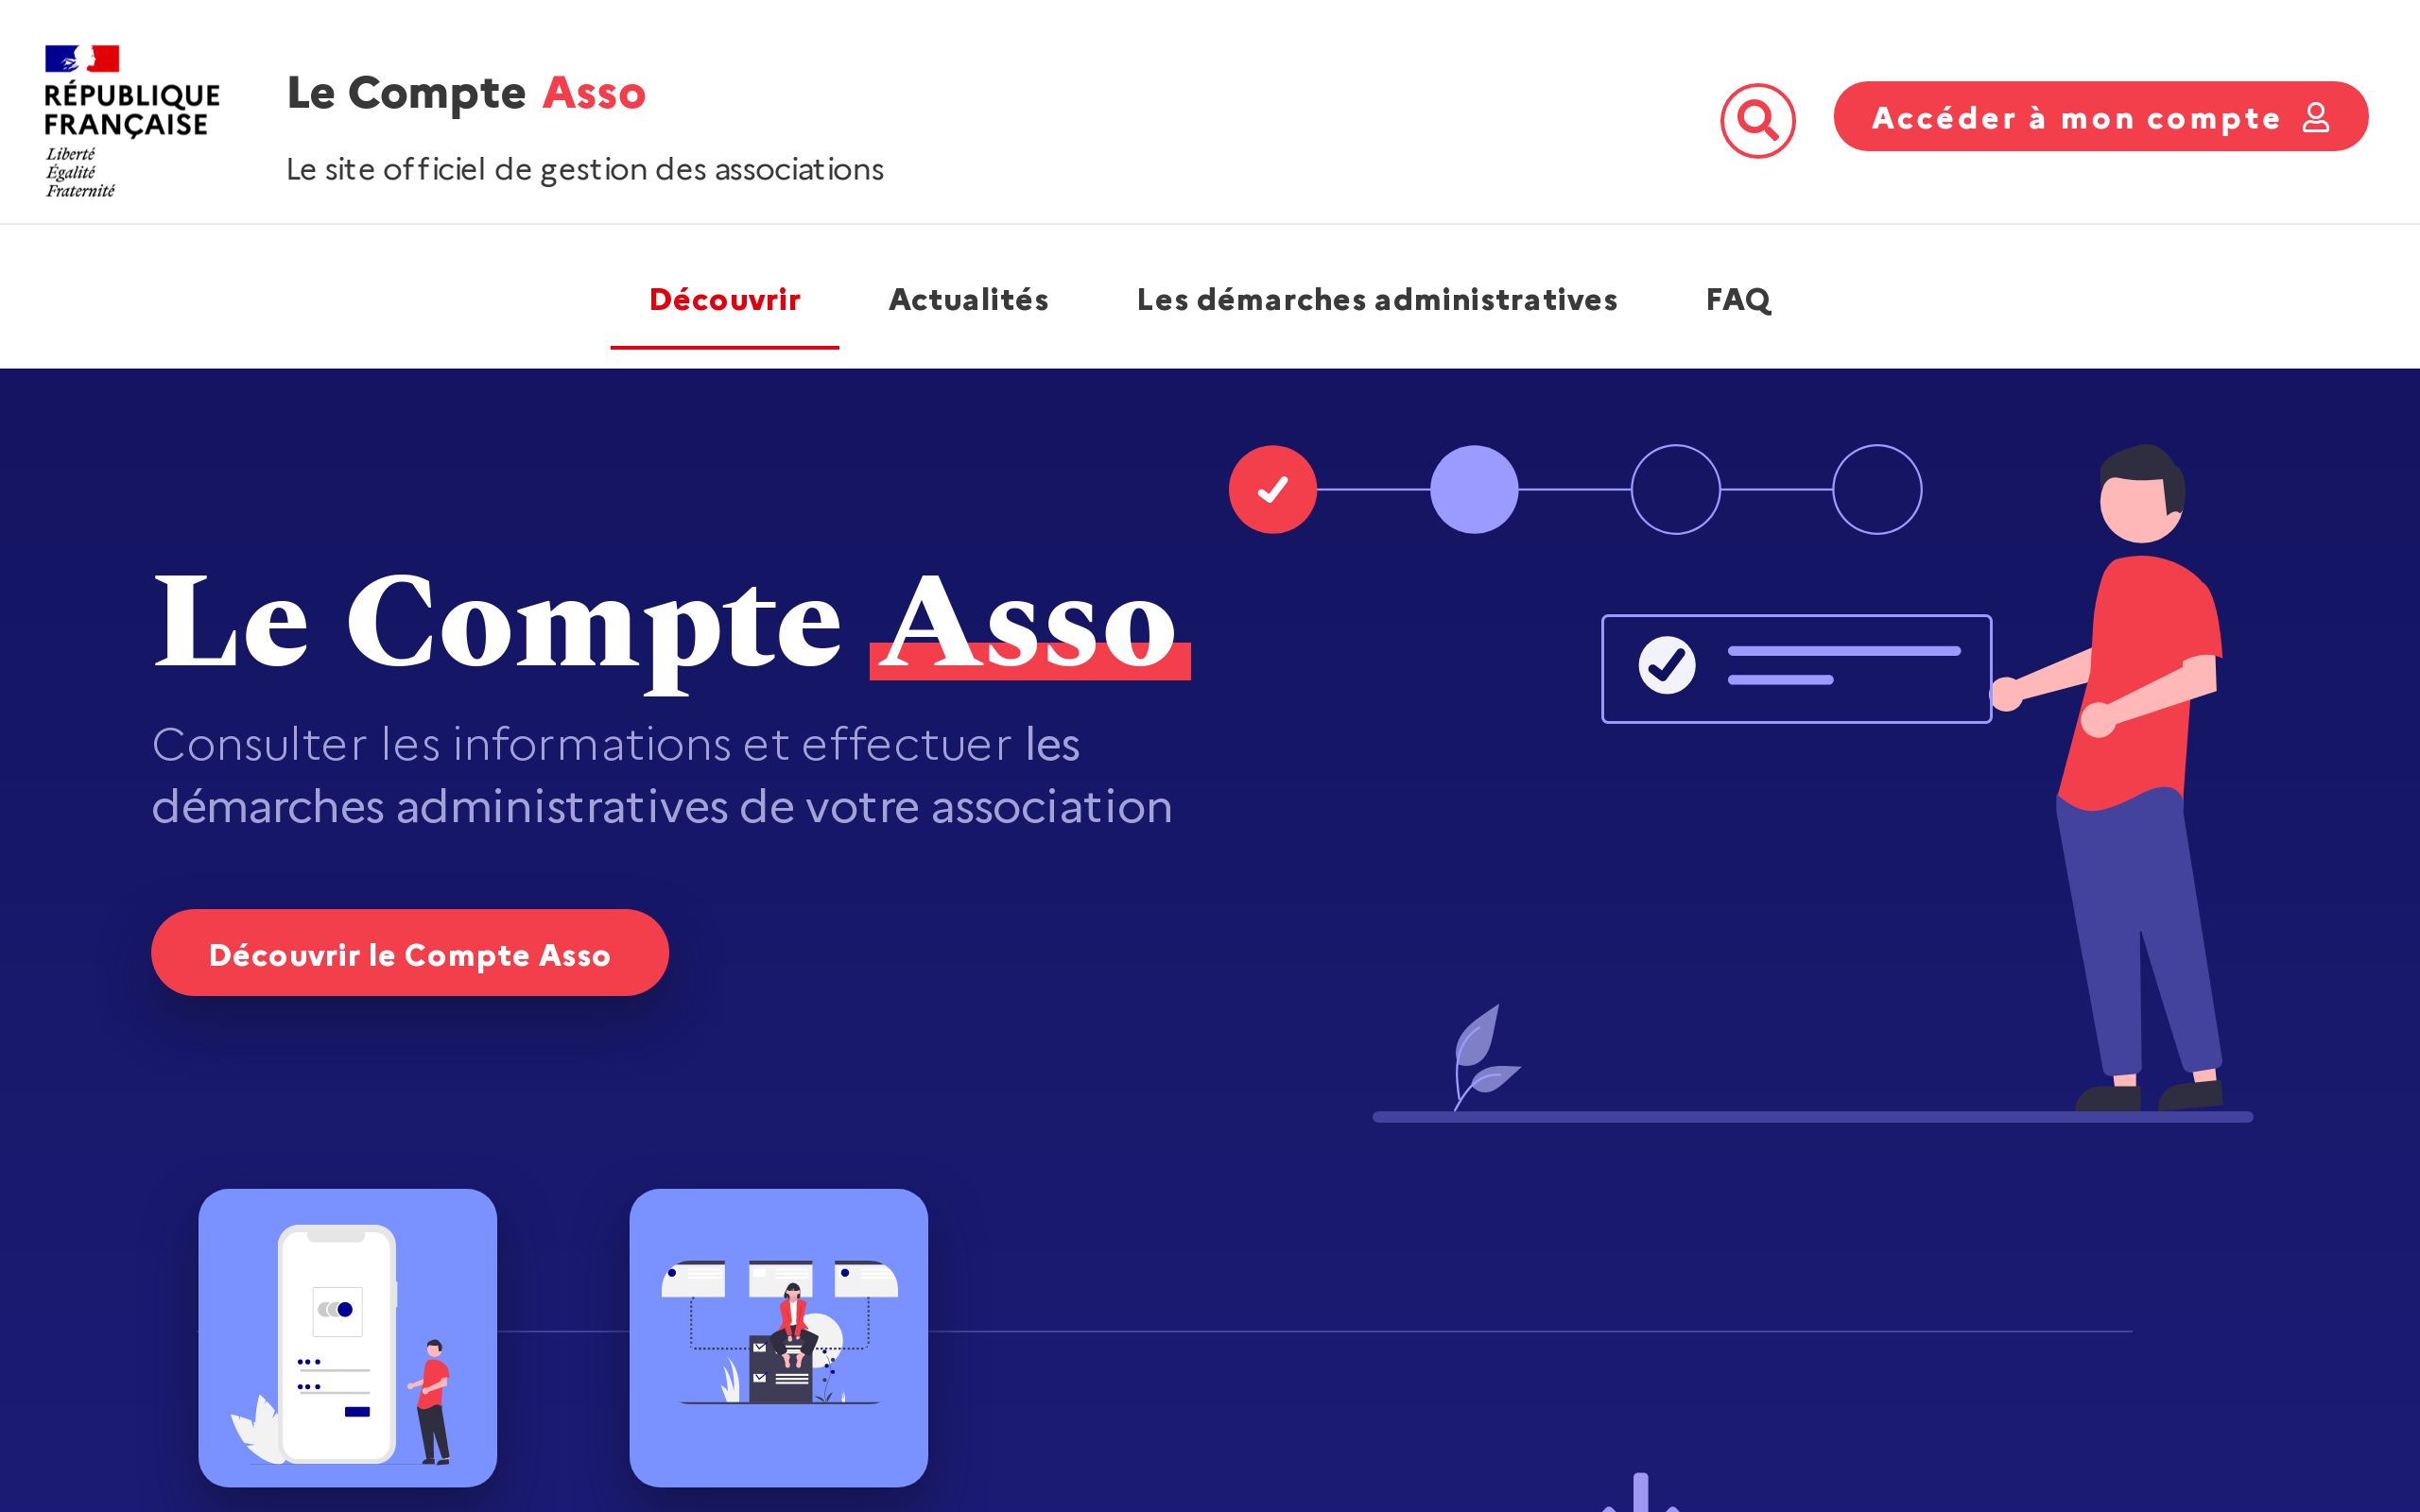 RÉPUBLIQUE
FRANÇAISE
Liberté
Égalité
Fraternité
Le Compte Asso
Le site officiel de gestion des associations
Accéder à mon compte
Découvrir
Actualités
Les démarches administratives
FAQ
Le Compte Asso
Consulter les informations et effectuer les
démarches administratives de votre association
Découvrir le Compte Asso